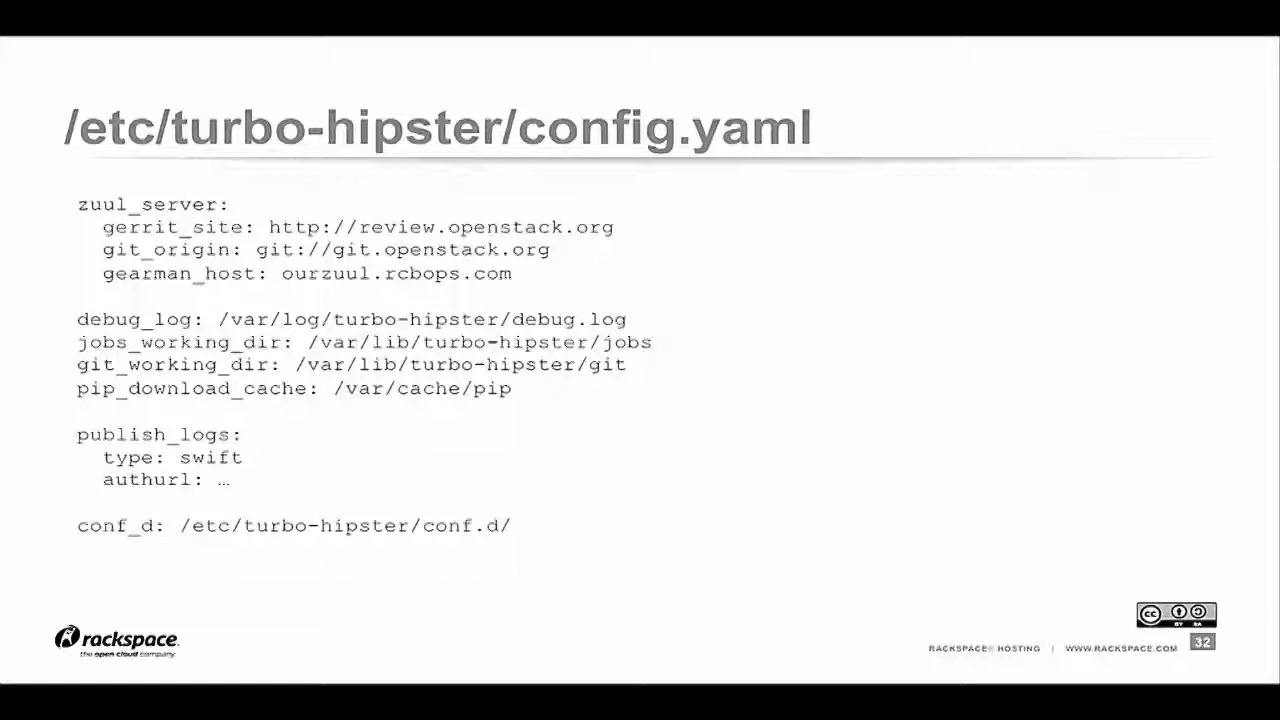 /etc/turbo-hipster/config.yaml
zuul_server:
  gerrit_site: http://review.openstack.org
  git_origin: git://git.openstack.org
  gearman_host: ourzuul.rcbops.com
debug_log: /var/log/turbo-hipster/debug.log
jobs_working_dir: /var/lib/turbo-hipster/jobs
git_working_dir: /var/lib/turbo-hipster/git
pip_download_cache: /var/cache/pip
publish_logs:
  type: swift
  authurl: …
conf_d: /etc/turbo-hipster/conf.d/
rackspace.
the open cloud company
cc BY SA
RACKSPACE® HOSTING | WWW.RACKSPACE.COM
32